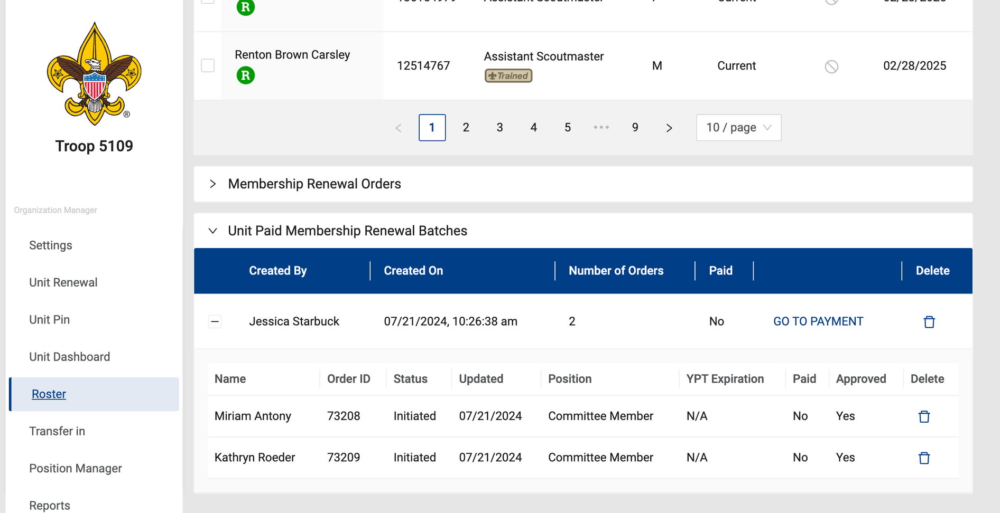 Troop 5109
Organization Manager
Settings
Unit Renewal
Unit Pin
Unit Dashboard
Roster
Transfer in
Position Manager
Reports
R
Renton Brown Carsley
R
12514767
Assistant Scoutmaster
Trained
M
Current
02/28/2025
< 1 2 3 4 5 ••• 9 > 10 / page
Membership Renewal Orders
Unit Paid Membership Renewal Batches
Created By Created On Number of Orders Paid Delete
Jessica Starbuck 07/21/2024, 10:26:38 am 2 No GO TO PAYMENT
Name Order ID Status Updated Position YPT Expiration Paid Approved Delete
Miriam Antony 73208 Initiated 07/21/2024 Committee Member N/A No Yes
Kathryn Roeder 73209 Initiated 07/21/2024 Committee Member N/A No Yes